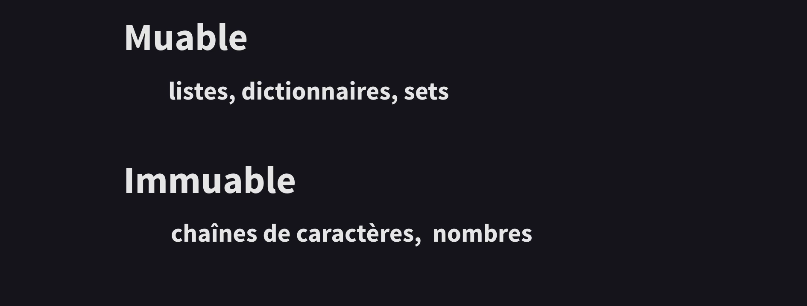 Muable
listes, dictionnaires, sets
Immuable
chaînes de caractères, nombres